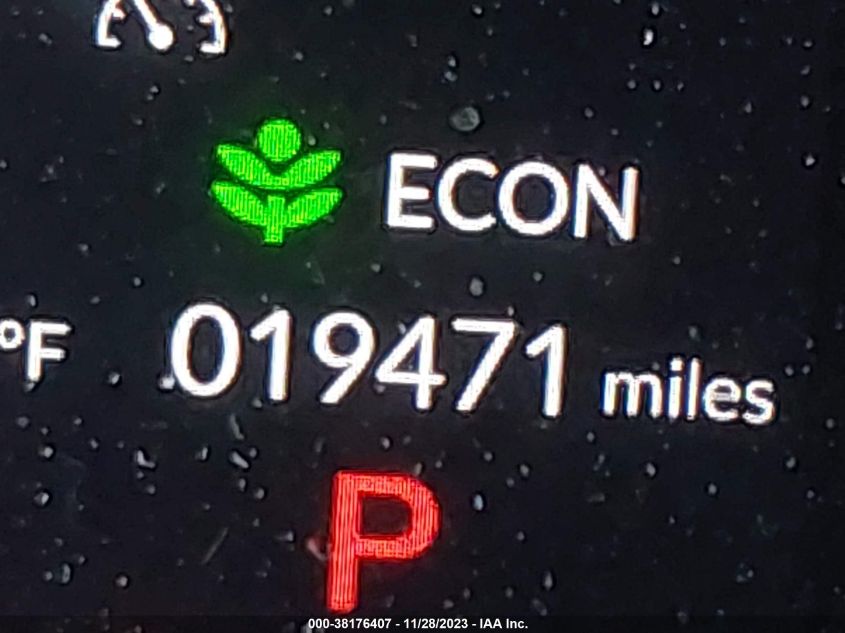 ECON
°F 019471 miles
P
000-38176407 - 11/28/2023 - IAA Inc.